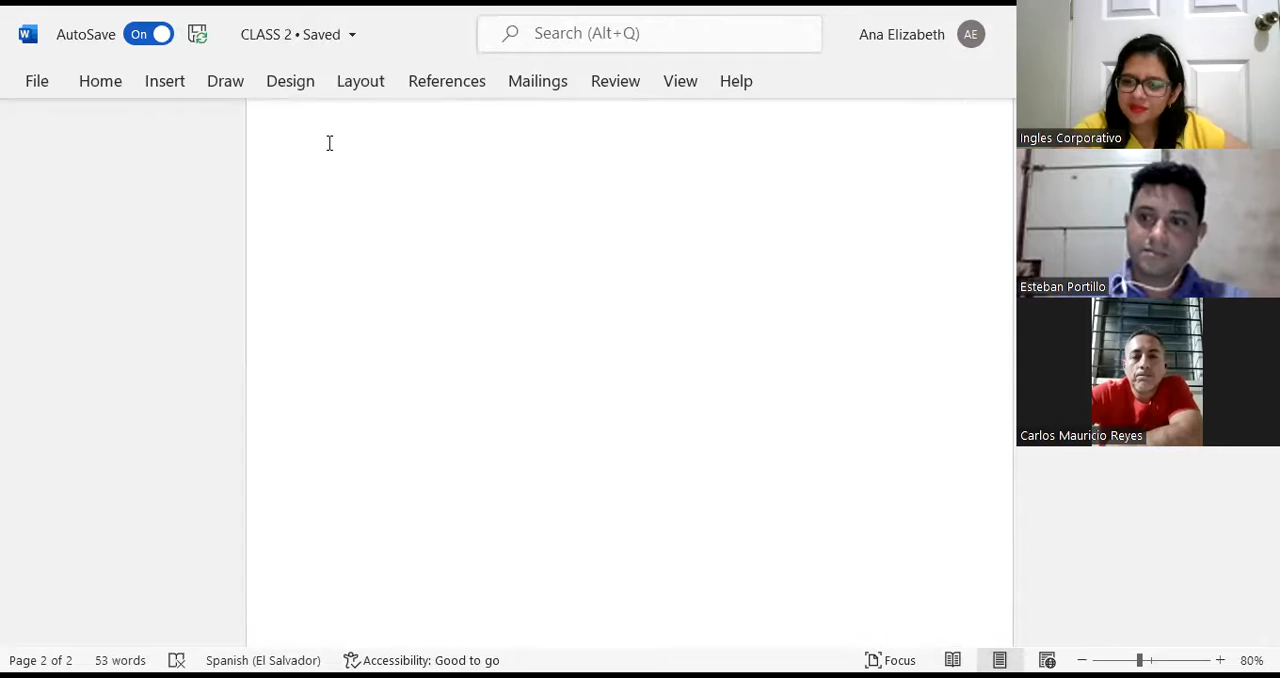 AutoSave On CLASS 2 • Saved Search (Alt+Q) Ana Elizabeth AE
File Home Insert Draw Design Layout References Mailings Review View Help
Ingles Corporativo
Esteban Portillo
Carlos Mauricio Reyes
Page 2 of 2 53 words Spanish (El Salvador) Accessibility: Good to go Focus 80%